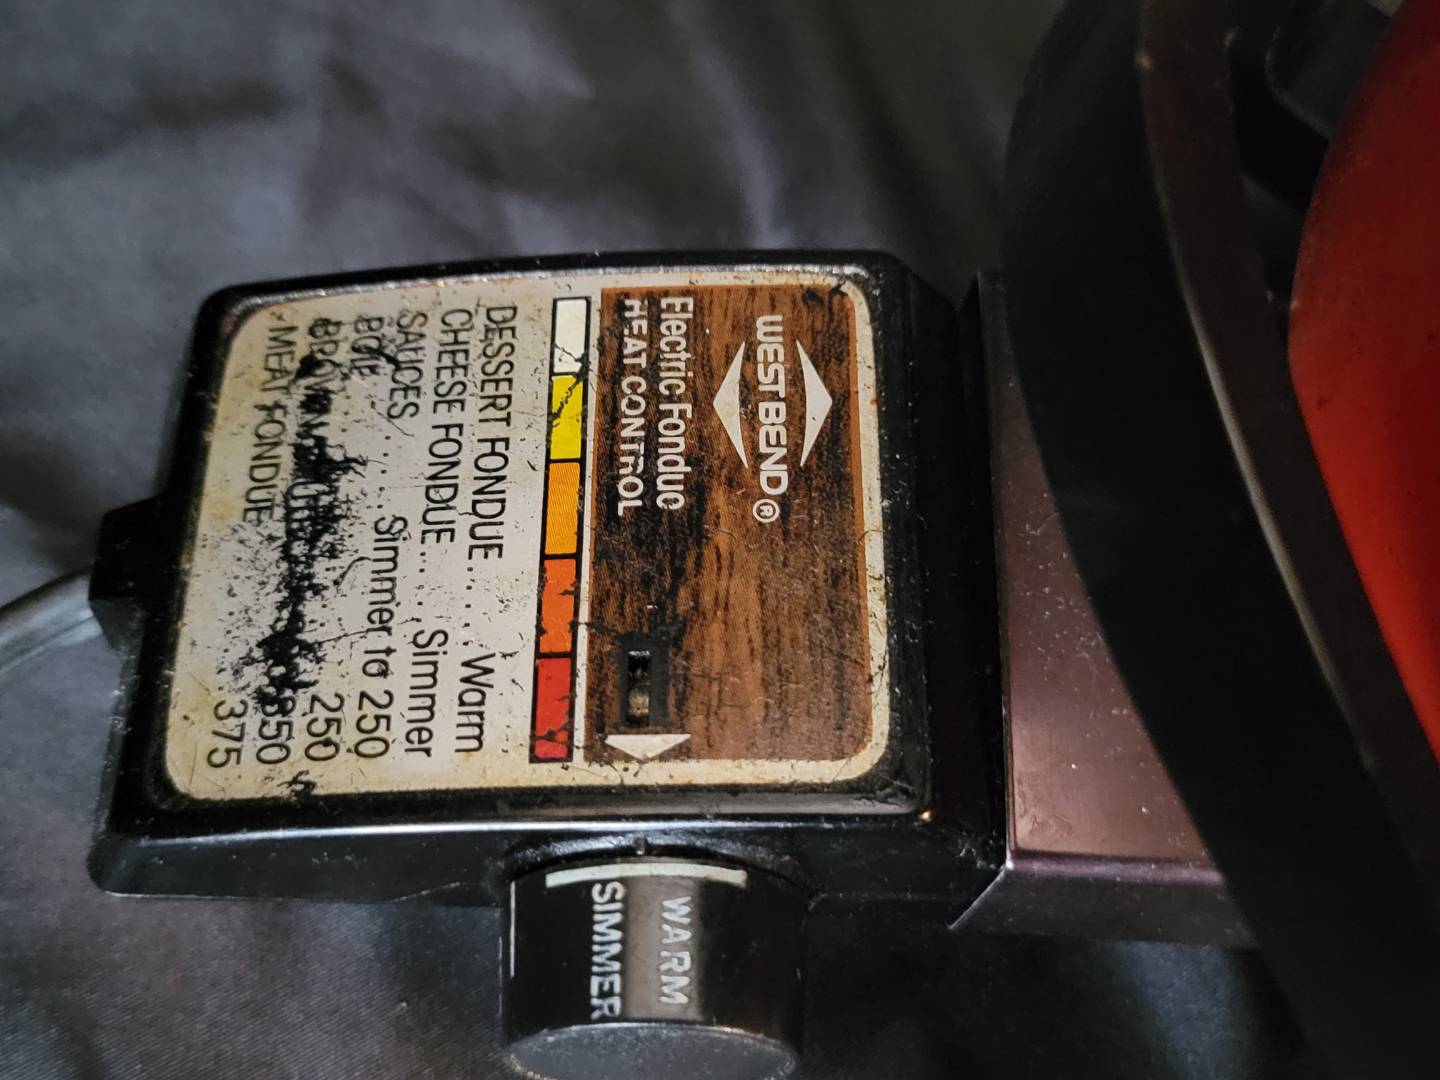 WEST BEND®
Electric Fondue
HEAT CONTROL
DESSERT FONDUE..... Warm
CHEESE FONDUE..... Simmer
SAUCES ..... Simmer to 250
BOIL ..... 250
350
MEAT FONDUE ..... 375
WARM
SIMMER